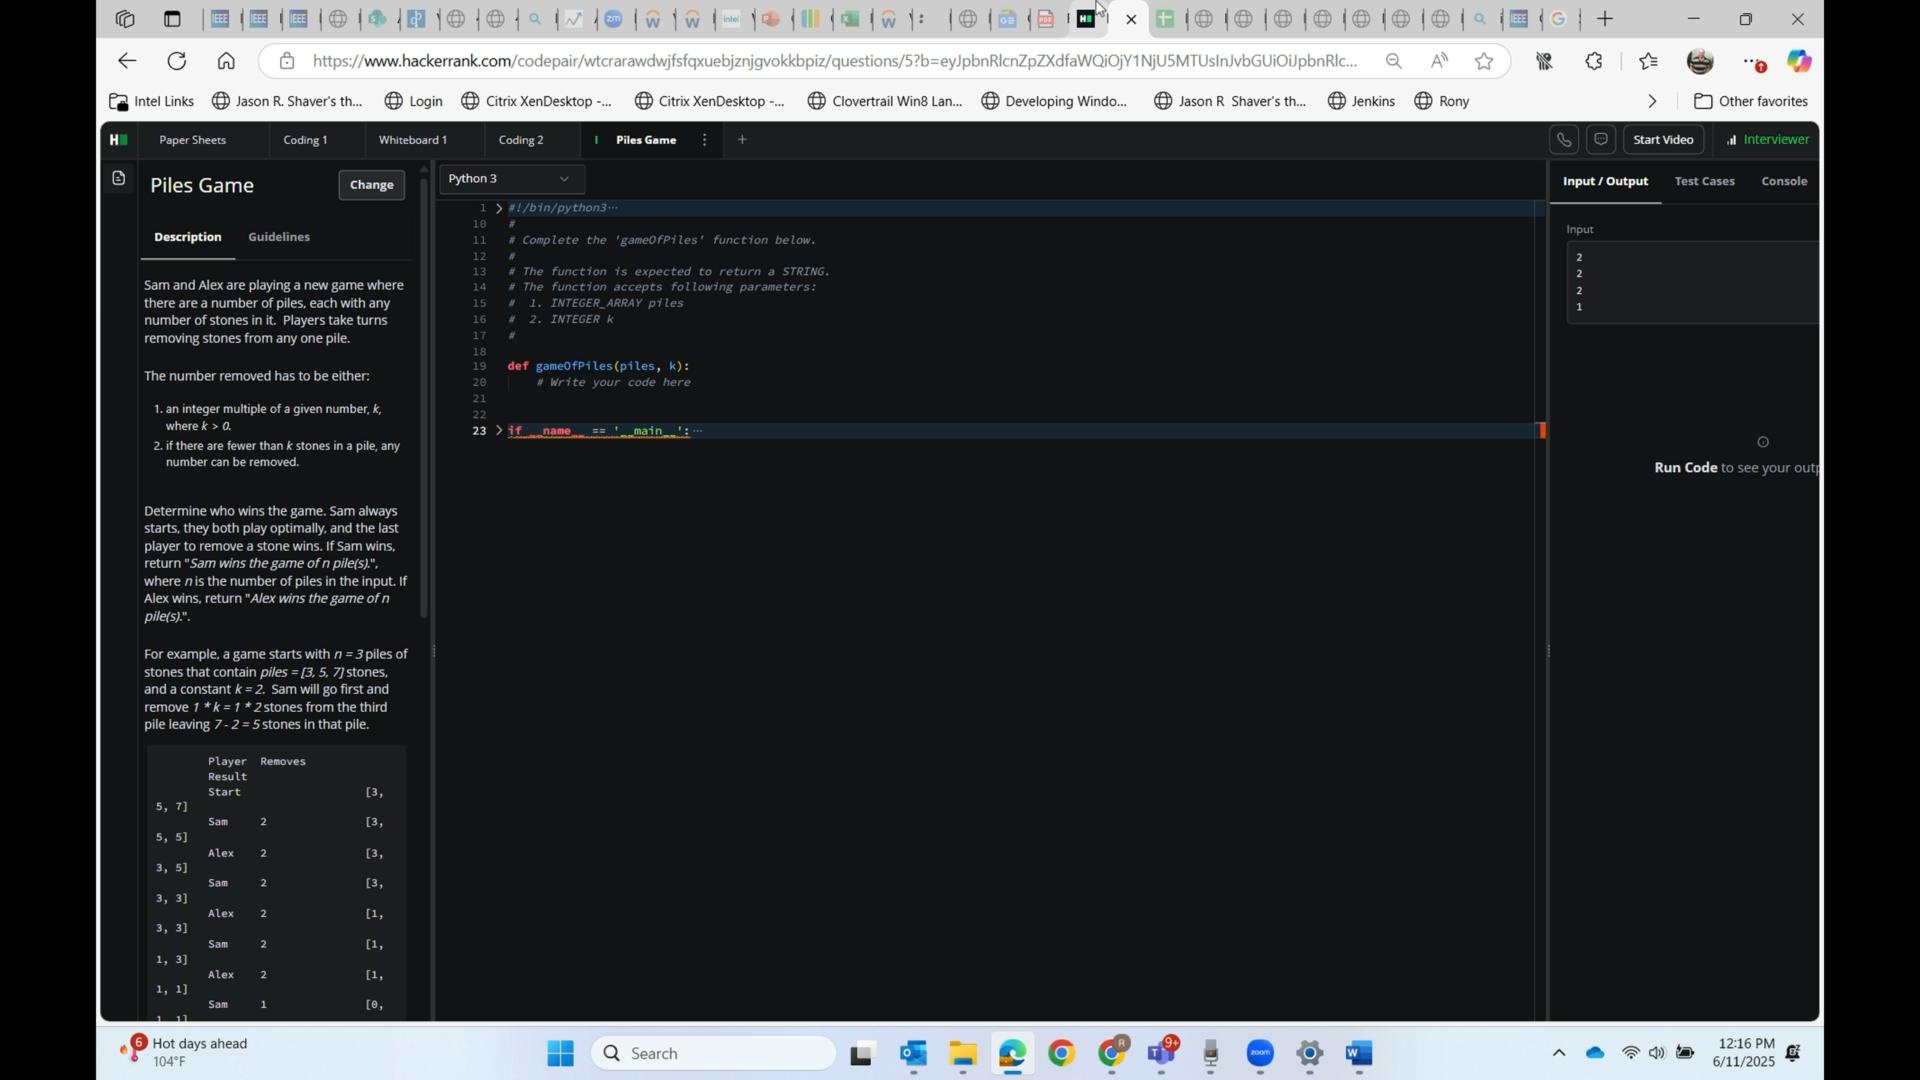 https://www.hackerrank.com/codepair/wtcrarawdwjfsfqxuebjznjgvokkbpiz/questions/5?b=eyJpbnRlcnZpZXdfaWQiOjY1NjU5MTUsInJvbGUiOiJpbnRlc...
Intel Links
Jason R. Shaver's th...
Login
Citrix XenDesktop -...
Citrix XenDesktop -...
Clovertrail Win8 Lan...
Developing Windo...
Jason R Shaver's th...
Jenkins
Rony
Other favorites
Paper Sheets
Coding 1
Whiteboard 1
Coding 2
Piles Game
Start Video
Interviewer
Piles Game
Change
Description
Guidelines
Sam and Alex are playing a new game where
there are a number of piles, each with any
number of stones in it. Players take turns
removing stones from any one pile.
The number removed has to be either:
1. an integer multiple of a given number, k,
where k > 0.
2. if there are fewer than k stones in a pile, any
number can be removed.
Determine who wins the game. Sam always
starts, they both play optimally, and the last
player to remove a stone wins. If Sam wins,
return "Sam wins the game of n pile(s).",
where n is the number of piles in the input. If
Alex wins, return "Alex wins the game of n
pile(s).".
For example, a game starts with n = 3 piles of
stones that contain piles = [3, 5, 7] stones,
and a constant k = 2. Sam will go first and
remove 1 * k = 1 * 2 stones from the third
pile leaving 7 - 2 = 5 stones in that pile.
Player Removes
Result
Start [3,
5, 7]
Sam 2 [3,
5, 5]
Alex 2 [3,
3, 5]
Sam 2 [3,
3, 3]
Alex 2 [1,
3, 3]
Sam 2 [1,
1, 3]
Alex 2 [1,
1, 1]
Sam 1 [0,
1, 1]
Python 3
1 #!/bin/python3…
10 #
11 # Complete the 'gameOfPiles' function below.
12 #
13 # The function is expected to return a STRING.
14 # The function accepts following parameters:
15 # 1. INTEGER_ARRAY piles
16 # 2. INTEGER k
17 #
18
19 def gameOfPiles(piles, k):
20 # Write your code here
21
22
23 if __name__ == '__main__': …
Input / Output
Test Cases
Console
Input
2
2
2
1
Run Code to see your outp
6
Hot days ahead
104°F
Search
9+
12:16 PM
6/11/2025